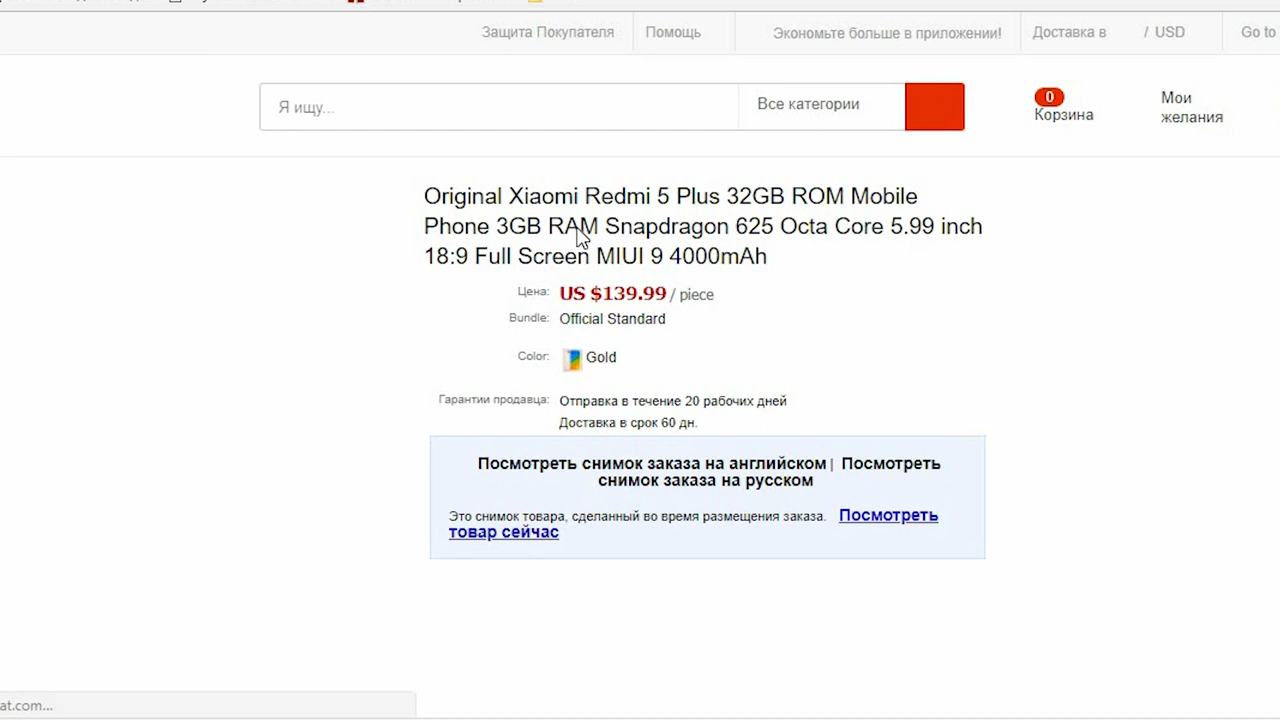 Защита Покупателя Помощь Экономьте больше в приложении! Доставка в / USD Go to
Я ищу... Все категории 0 Корзина Мои желания
Original Xiaomi Redmi 5 Plus 32GB ROM Mobile
Phone 3GB RAM Snapdragon 625 Octa Core 5.99 inch
18:9 Full Screen MIUI 9 4000mAh
Цена: US $139.99 / piece
Bundle: Official Standard
Color: Gold
Гарантии продавца: Отправка в течение 20 рабочих дней
Доставка в срок 60 дн.
Посмотреть снимок заказа на английском | Посмотреть
снимок заказа на русском
Это снимок товара, сделанный во время размещения заказа. Посмотреть
товар сейчас
at.com...